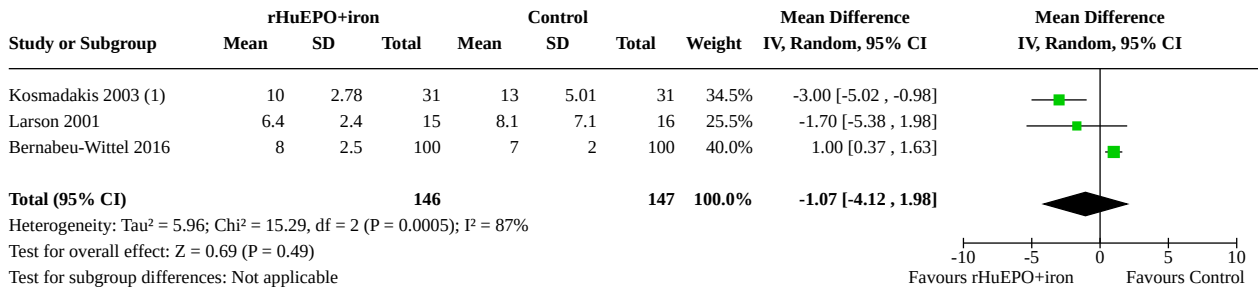 rHuEPO+iron Control Mean Difference Mean Difference
Study or Subgroup Mean SD Total Mean SD Total Weight IV, Random, 95% CI IV, Random, 95% CI
Kosmadakis 2003 (1) 10 2.78 31 13 5.01 31 34.5% -3.00 [-5.02 , -0.98]
Larson 2001 6.4 2.4 15 8.1 7.1 16 25.5% -1.70 [-5.38 , 1.98]
Bernabeu-Wittel 2016 8 2.5 100 7 2 100 40.0% 1.00 [0.37 , 1.63]
Total (95% CI) 146 147 100.0% -1.07 [-4.12 , 1.98]
Heterogeneity: Tau² = 5.96; Chi² = 15.29, df = 2 (P = 0.0005); I² = 87%
Test for overall effect: Z = 0.69 (P = 0.49)
Test for subgroup differences: Not applicable
-10 -5 0 5 10
Favours rHuEPO+iron Favours Control